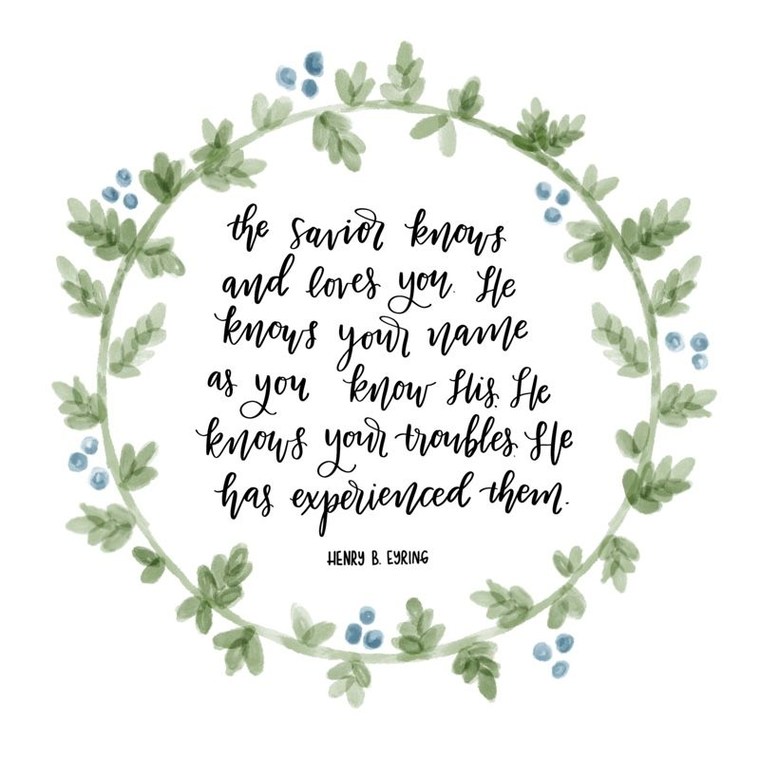 the Savior knows
and loves you. He
knows your name
as you know His. He
knows your troubles. He
has experienced them.
HENRY B. EYRING